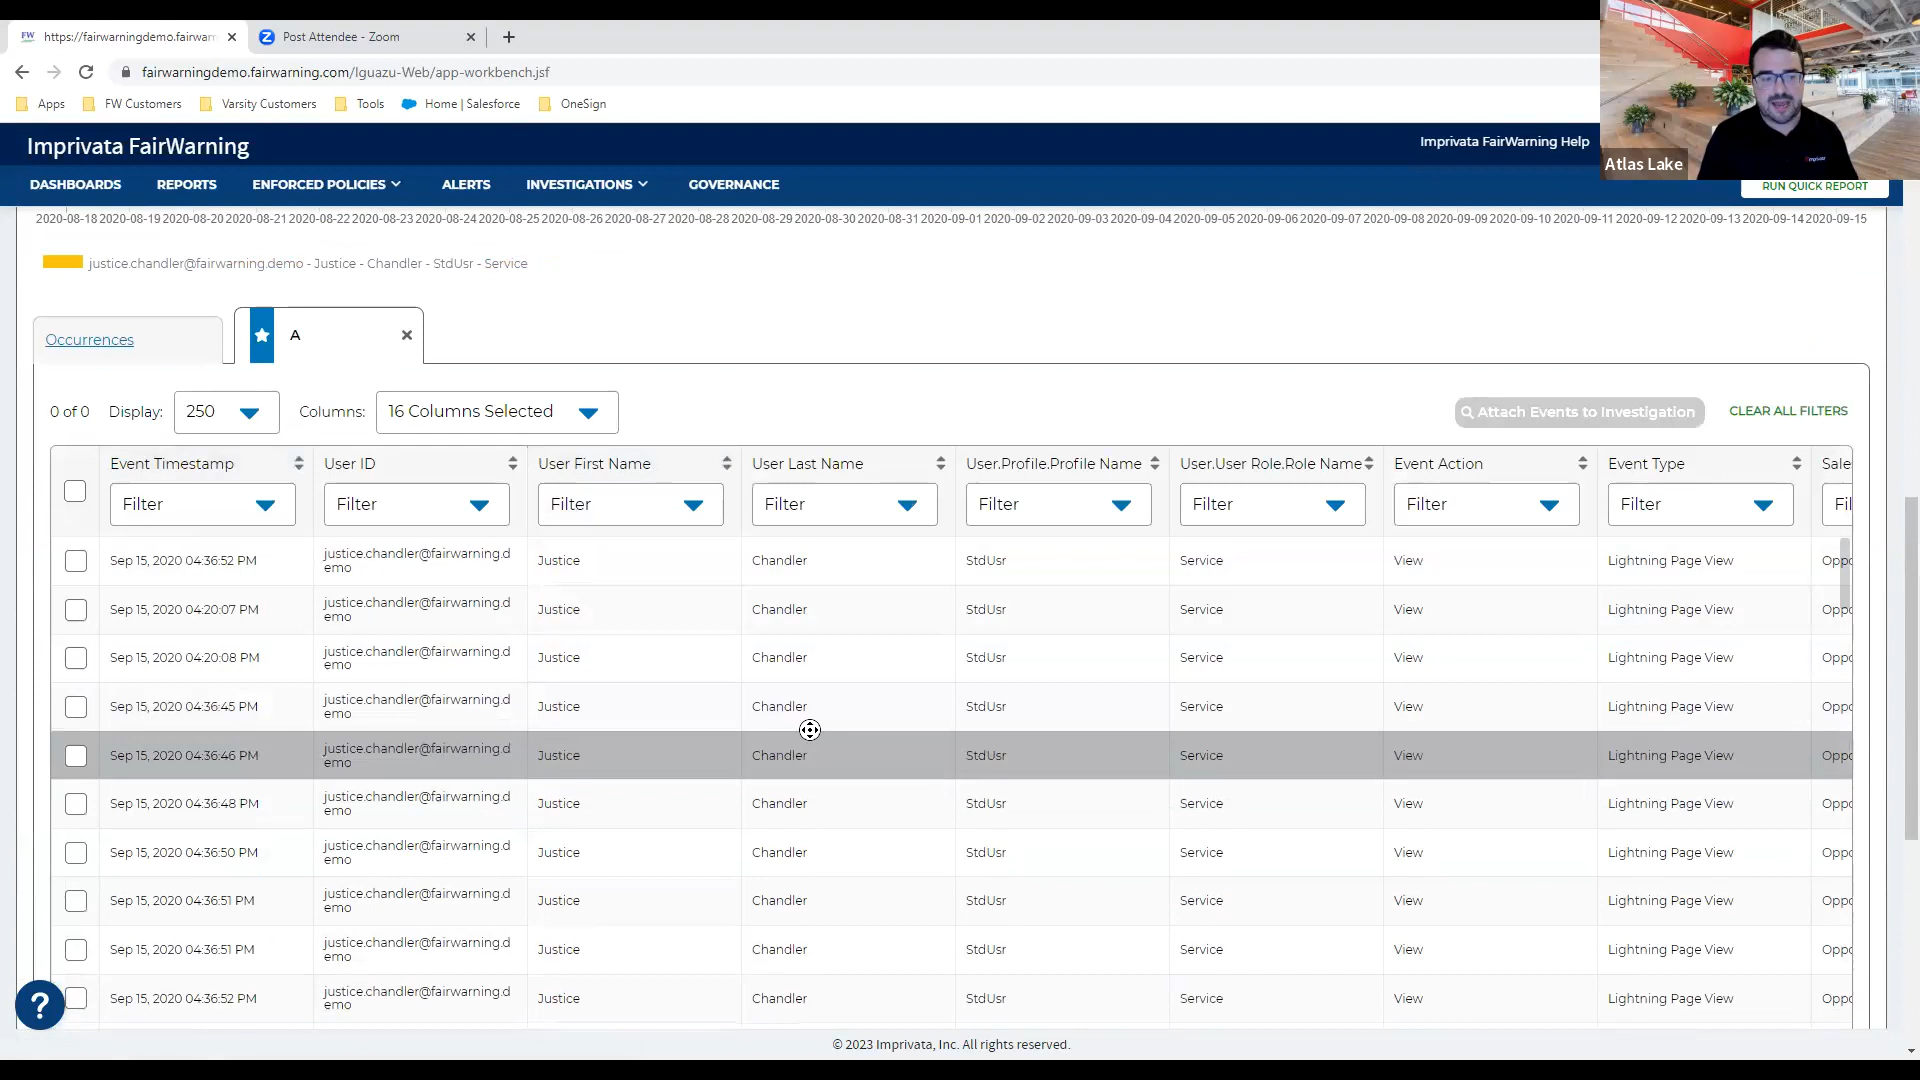 FW https://fairwarningdemo.fairwarn
Post Attendee - Zoom
fairwarningdemo.fairwarning.com/Iguazu-Web/app-workbench.jsf
Apps FW Customers Varsity Customers Tools Home | Salesforce OneSign
Imprivata FairWarning
Imprivata FairWarning Help
Atlas Lake
imprivata
DASHBOARDS REPORTS ENFORCED POLICIES ALERTS INVESTIGATIONS GOVERNANCE
RUN QUICK REPORT
2020-08-18 2020-08-19 2020-08-20 2020-08-21 2020-08-22 2020-08-23 2020-08-24 2020-08-25 2020-08-26 2020-08-27 2020-08-28 2020-08-29 2020-08-30 2020-08-31 2020-09-01 2020-09-02 2020-09-03 2020-09-04 2020-09-05 2020-09-06 2020-09-07 2020-09-08 2020-09-09 2020-09-10 2020-09-11 2020-09-12 2020-09-13 2020-09-14 2020-09-15
justice.chandler@fairwarning.demo - Justice - Chandler - StdUsr - Service
Occurrences
A
0 of 0 Display: 250 Columns: 16 Columns Selected
Attach Events to Investigation CLEAR ALL FILTERS
Event Timestamp User ID User First Name User Last Name User.Profile.Profile Name User.User Role.Role Name Event Action Event Type Sale
Filter Filter Filter Filter Filter Filter Filter Filter Fil
Sep 15, 2020 04:36:52 PM justice.chandler@fairwarning.d
emo Justice Chandler StdUsr Service View Lightning Page View Oppo
Sep 15, 2020 04:20:07 PM justice.chandler@fairwarning.d
emo Justice Chandler StdUsr Service View Lightning Page View Oppo
Sep 15, 2020 04:20:08 PM justice.chandler@fairwarning.d
emo Justice Chandler StdUsr Service View Lightning Page View Oppo
Sep 15, 2020 04:36:45 PM justice.chandler@fairwarning.d
emo Justice Chandler StdUsr Service View Lightning Page View Oppo
Sep 15, 2020 04:36:46 PM justice.chandler@fairwarning.d
emo Justice Chandler StdUsr Service View Lightning Page View Oppo
Sep 15, 2020 04:36:48 PM justice.chandler@fairwarning.d
emo Justice Chandler StdUsr Service View Lightning Page View Oppo
Sep 15, 2020 04:36:50 PM justice.chandler@fairwarning.d
emo Justice Chandler StdUsr Service View Lightning Page View Oppo
Sep 15, 2020 04:36:51 PM justice.chandler@fairwarning.d
emo Justice Chandler StdUsr Service View Lightning Page View Oppo
Sep 15, 2020 04:36:51 PM justice.chandler@fairwarning.d
emo Justice Chandler StdUsr Service View Lightning Page View Oppo
Sep 15, 2020 04:36:52 PM justice.chandler@fairwarning.d
emo Justice Chandler StdUsr Service View Lightning Page View Oppo
?
© 2023 Imprivata, Inc. All rights reserved.